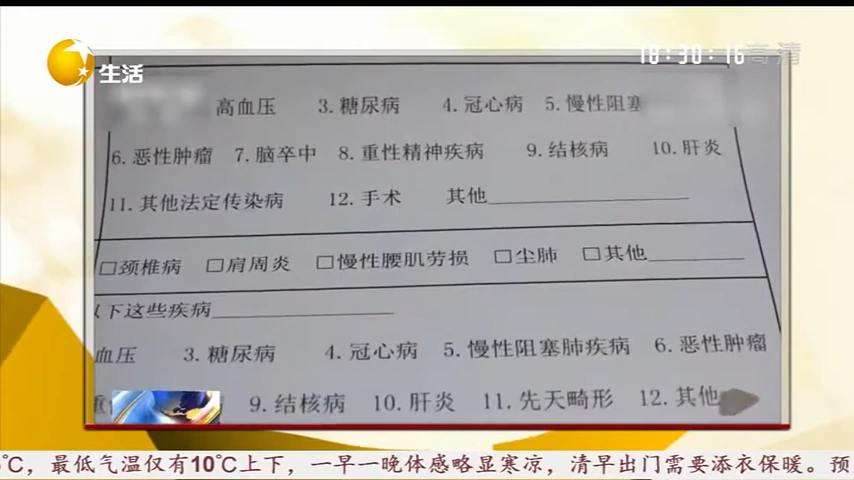 生活
18:30:16
高清
高血压 3.糖尿病 4.冠心病 5.慢性阻塞
6.恶性肿瘤 7.脑卒中 8.重性精神疾病 9.结核病 10.肝炎
11.其他法定传染病 12.手术 其他
□颈椎病 □肩周炎 □慢性腰肌劳损 □尘肺 □其他
以下这些疾病
血压 3.糖尿病 4.冠心病 5.慢性阻塞肺疾病 6.恶性肿瘤
9.结核病 10.肝炎 11.先天畸形 12.其他
℃，最低气温仅有10℃上下，一早一晚体感略显寒凉，清早出门需要添衣保暖。预